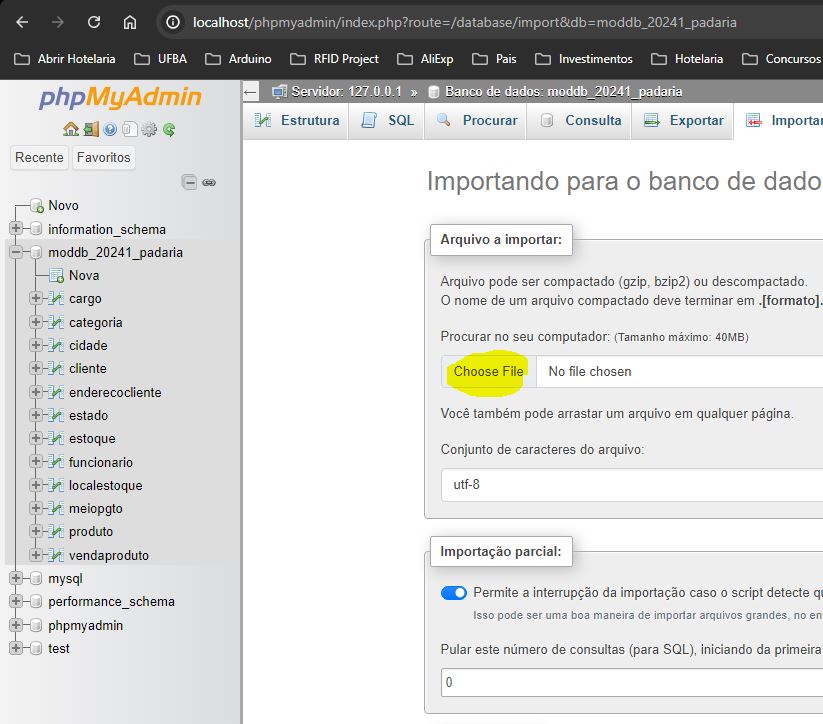 localhost/phpmyadmin/index.php?route=/database/import&db=moddb_20241_padaria
Abrir Hotelaria UFBA Arduino RFID Project AliExp Pais Investimentos Hotelaria Concursos
phpMyAdmin
Recente Favoritos
Novo
information_schema
moddb_20241_padaria
Nova
cargo
categoria
cidade
cliente
enderecocliente
estado
estoque
funcionario
localestoque
meiopgto
produto
vendaproduto
mysql
performance_schema
phpmyadmin
test
Servidor: 127.0.0.1 » Banco de dados: moddb_20241_padaria
Estrutura SQL Procurar Consulta Exportar Importar
Importando para o banco de dado
Arquivo a importar:
Arquivo pode ser compactado (gzip, bzip2) ou descompactado.
O nome de um arquivo compactado deve terminar em .[formato].
Procurar no seu computador: (Tamanho máximo: 40MB)
Choose File No file chosen
Você também pode arrastar um arquivo em qualquer página.
Conjunto de caracteres do arquivo:
utf-8
Importação parcial:
Permite a interrupção da importação caso o script detecte qu
Isso pode ser uma boa maneira de importar arquivos grandes, no en
Pular este número de consultas (para SQL), iniciando da primeira
0